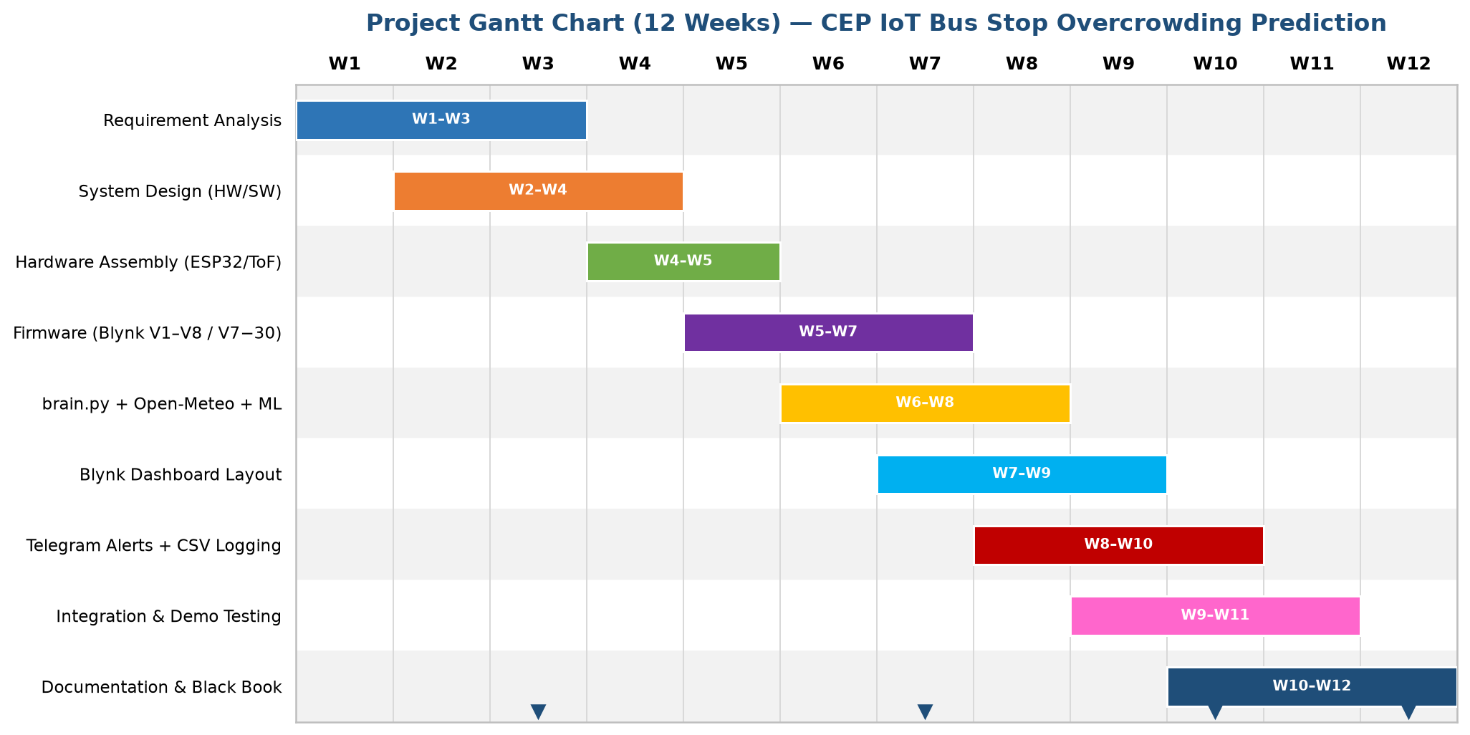 Project Gantt Chart (12 Weeks) — CEP IoT Bus Stop Overcrowding Prediction
W1 W2 W3 W4 W5 W6 W7 W8 W9 W10 W11 W12
Requirement Analysis W1–W3
System Design (HW/SW) W2–W4
Hardware Assembly (ESP32/ToF) W4–W5
Firmware (Blynk V1–V8 / V7−30) W5–W7
brain.py + Open-Meteo + ML W6–W8
Blynk Dashboard Layout W7–W9
Telegram Alerts + CSV Logging W8–W10
Integration & Demo Testing W9–W11
Documentation & Black Book W10–W12